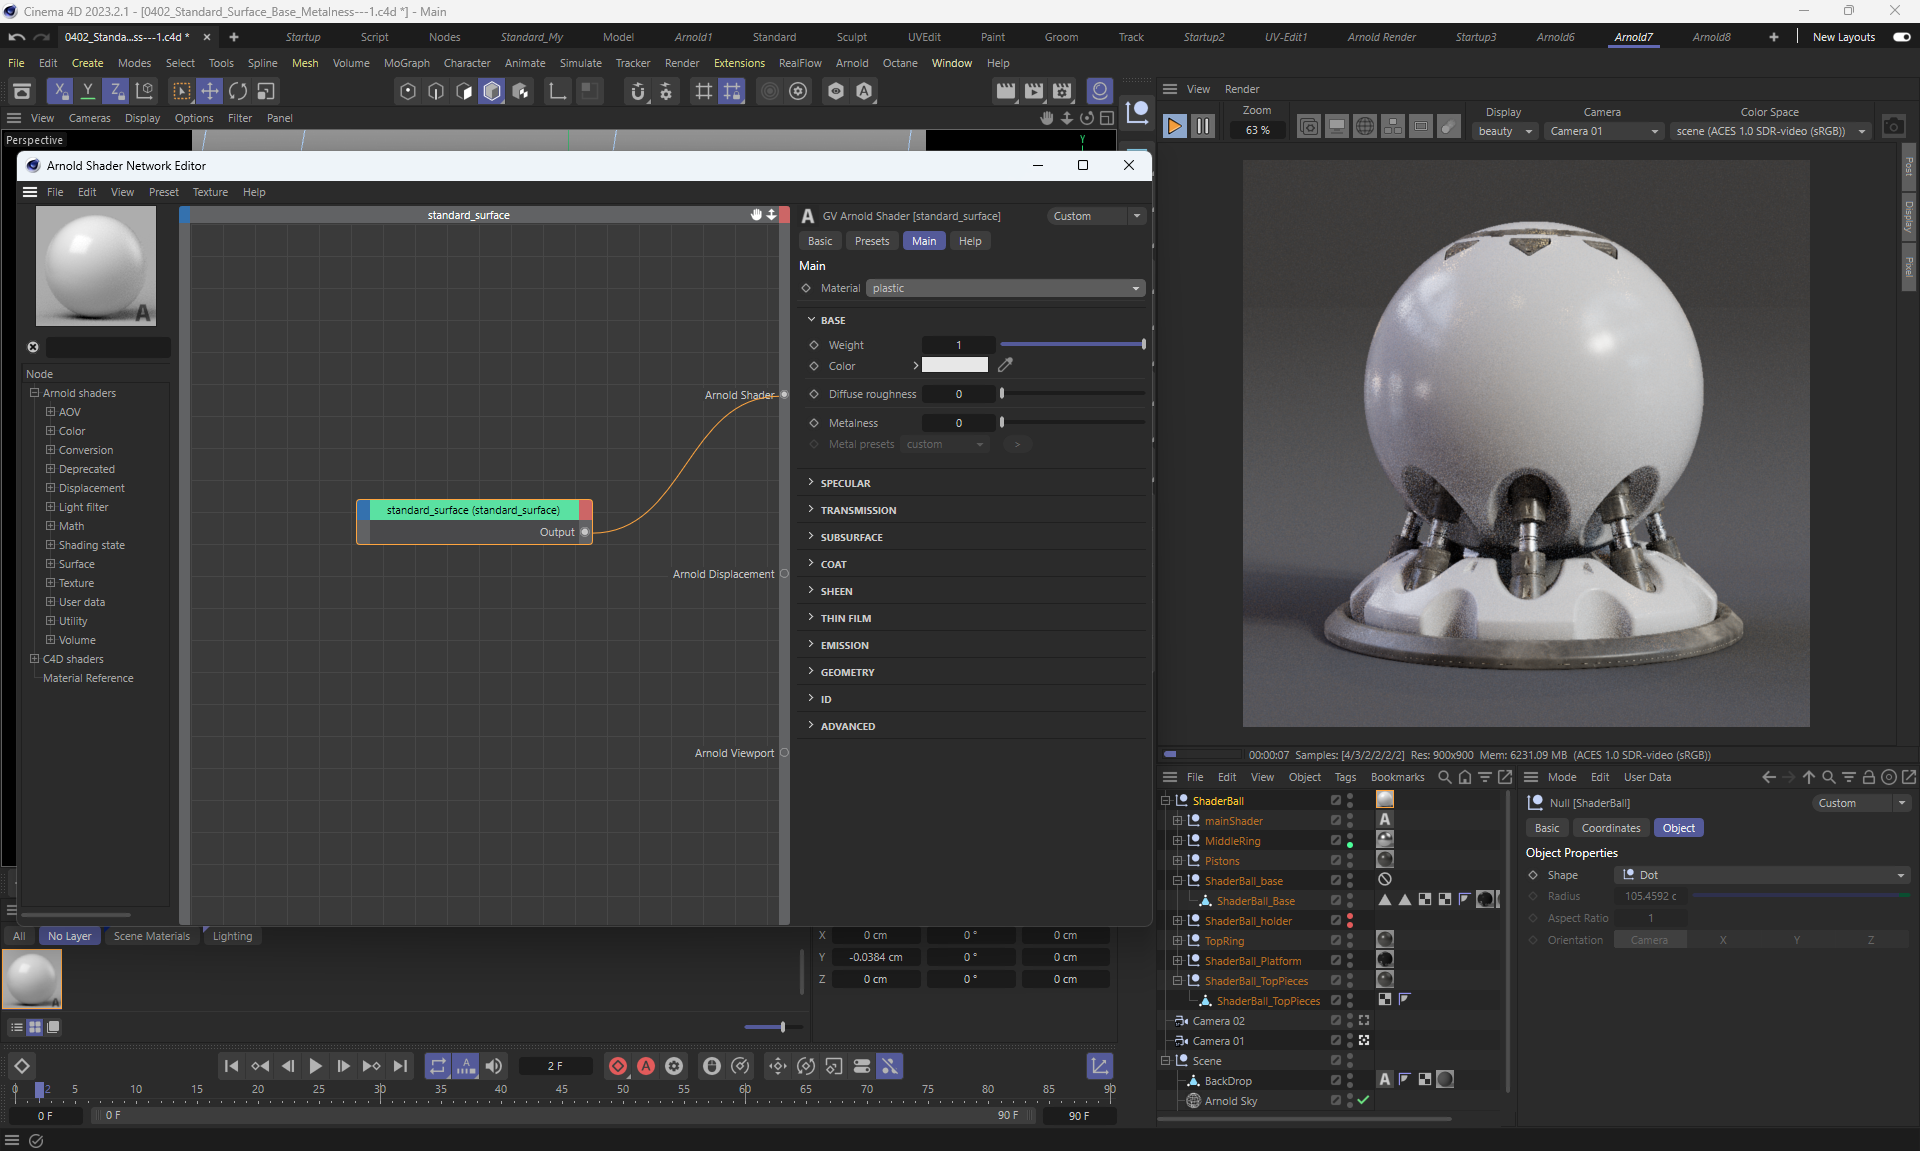 Cinema 4D 2023.2.1 - [0402_Standard_Surface_Base_Metalness---1.c4d *] - Main
0402_Standa...ss---1.c4d * Startup Script Nodes Standard_My Model Arnold1 Standard Sculpt UVEdit Paint Groom Track Startup2 UV-Edit1 Arnold Render Startup3 Arnold6 Arnold7 Arnold8 New Layouts
File Edit Create Modes Select Tools Spline Mesh Volume MoGraph Character Animate Simulate Tracker Render Extensions RealFlow Arnold Octane Window Help
X Y Z
View Render
View Cameras Display Options Filter Panel
Zoom Display Camera Color Space
63 % beauty Camera 01 scene (ACES 1.0 SDR-video (sRGB))
Perspective
Y
Arnold Shader Network Editor
File Edit View Preset Texture Help
standard_surface
A GV Arnold Shader [standard_surface] Custom
Basic Presets Main Help
Main
Material plastic
BASE
Weight 1
Color
Diffuse roughness 0
Metalness 0
Metal presets custom >
SPECULAR
TRANSMISSION
SUBSURFACE
COAT
SHEEN
THIN FILM
EMISSION
GEOMETRY
ID
ADVANCED
A
Node
Arnold shaders
AOV
Color
Conversion
Deprecated
Displacement
Light filter
Math
Shading state
Surface
Texture
User data
Utility
Volume
C4D shaders
Material Reference
Arnold Shader
standard_surface (standard_surface)
Output
Arnold Displacement
Arnold Viewport
Post
Display
Pixel
00:00:07 Samples: [4/3/2/2/2/2] Res: 900x900 Mem: 6231.09 MB (ACES 1.0 SDR-video (sRGB))
File Edit View Object Tags Bookmarks
ShaderBall
mainShader A
MiddleRing
Pistons
ShaderBall_base
ShaderBall_Base
ShaderBall_holder
TopRing
ShaderBall_Platform
ShaderBall_TopPieces
ShaderBall_TopPieces
Camera 02
Camera 01
Scene
BackDrop A
Arnold Sky
Mode Edit User Data
Null [ShaderBall] Custom
Basic Coordinates Object
Object Properties
Shape Dot
Radius 105.4592 c
Aspect Ratio 1
Orientation Camera X Y Z
All No Layer Scene Materials Lighting
X 0 cm 0 ° 0 cm
Y -0.0384 cm 0 ° 0 cm
Z 0 cm 0 ° 0 cm
2 F
0 2 5 10 15 20 25 30 35 40 45 50 55 60 65 70 75 80 85 90
0 F 0 F 90 F 90 F